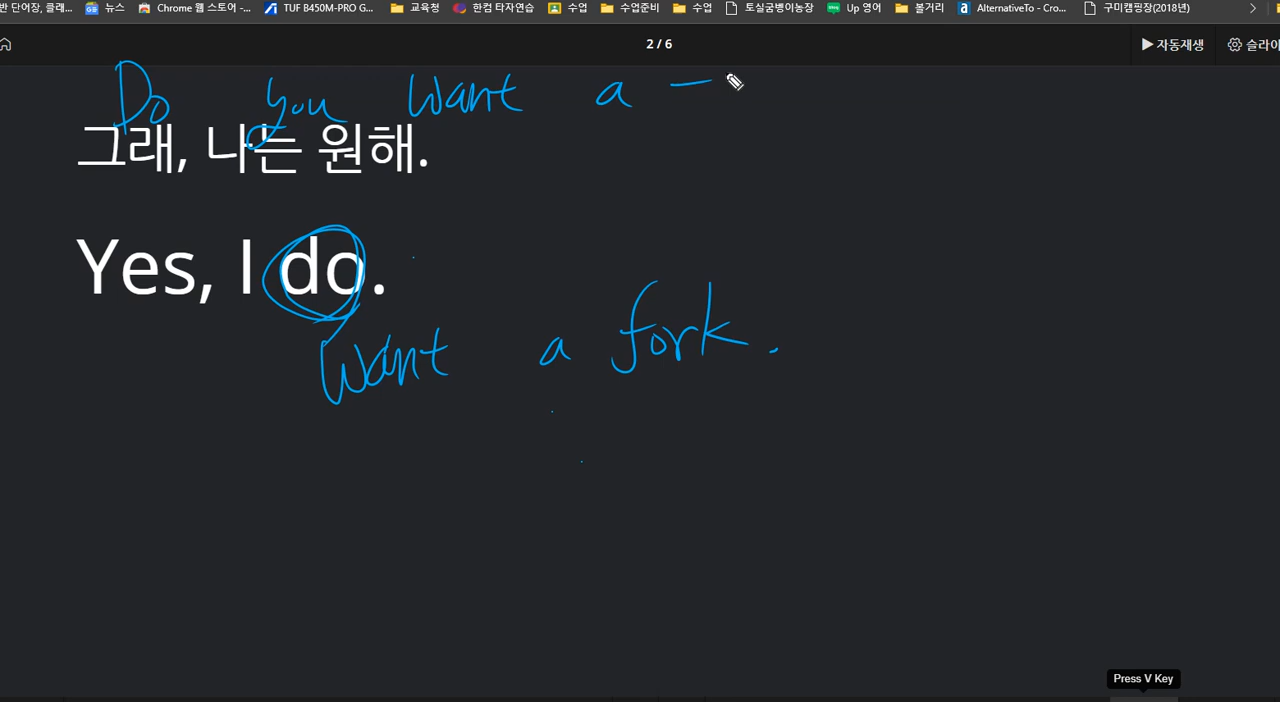 반 단어장, 클래... 뉴스 Chrome 웹 스토어 -... TUF B450M-PRO G... 교육청 한컴 타자연습 수업 수업준비 수업 토실굼벵이농장 Up 영어 볼거리 AlternativeTo - Cro... 구미캠핑장(2018년)
2 / 6 자동재생 슬라이
Do you want a —
그래, 나는 원해.
Yes, I do.
want a fork.
Press V Key